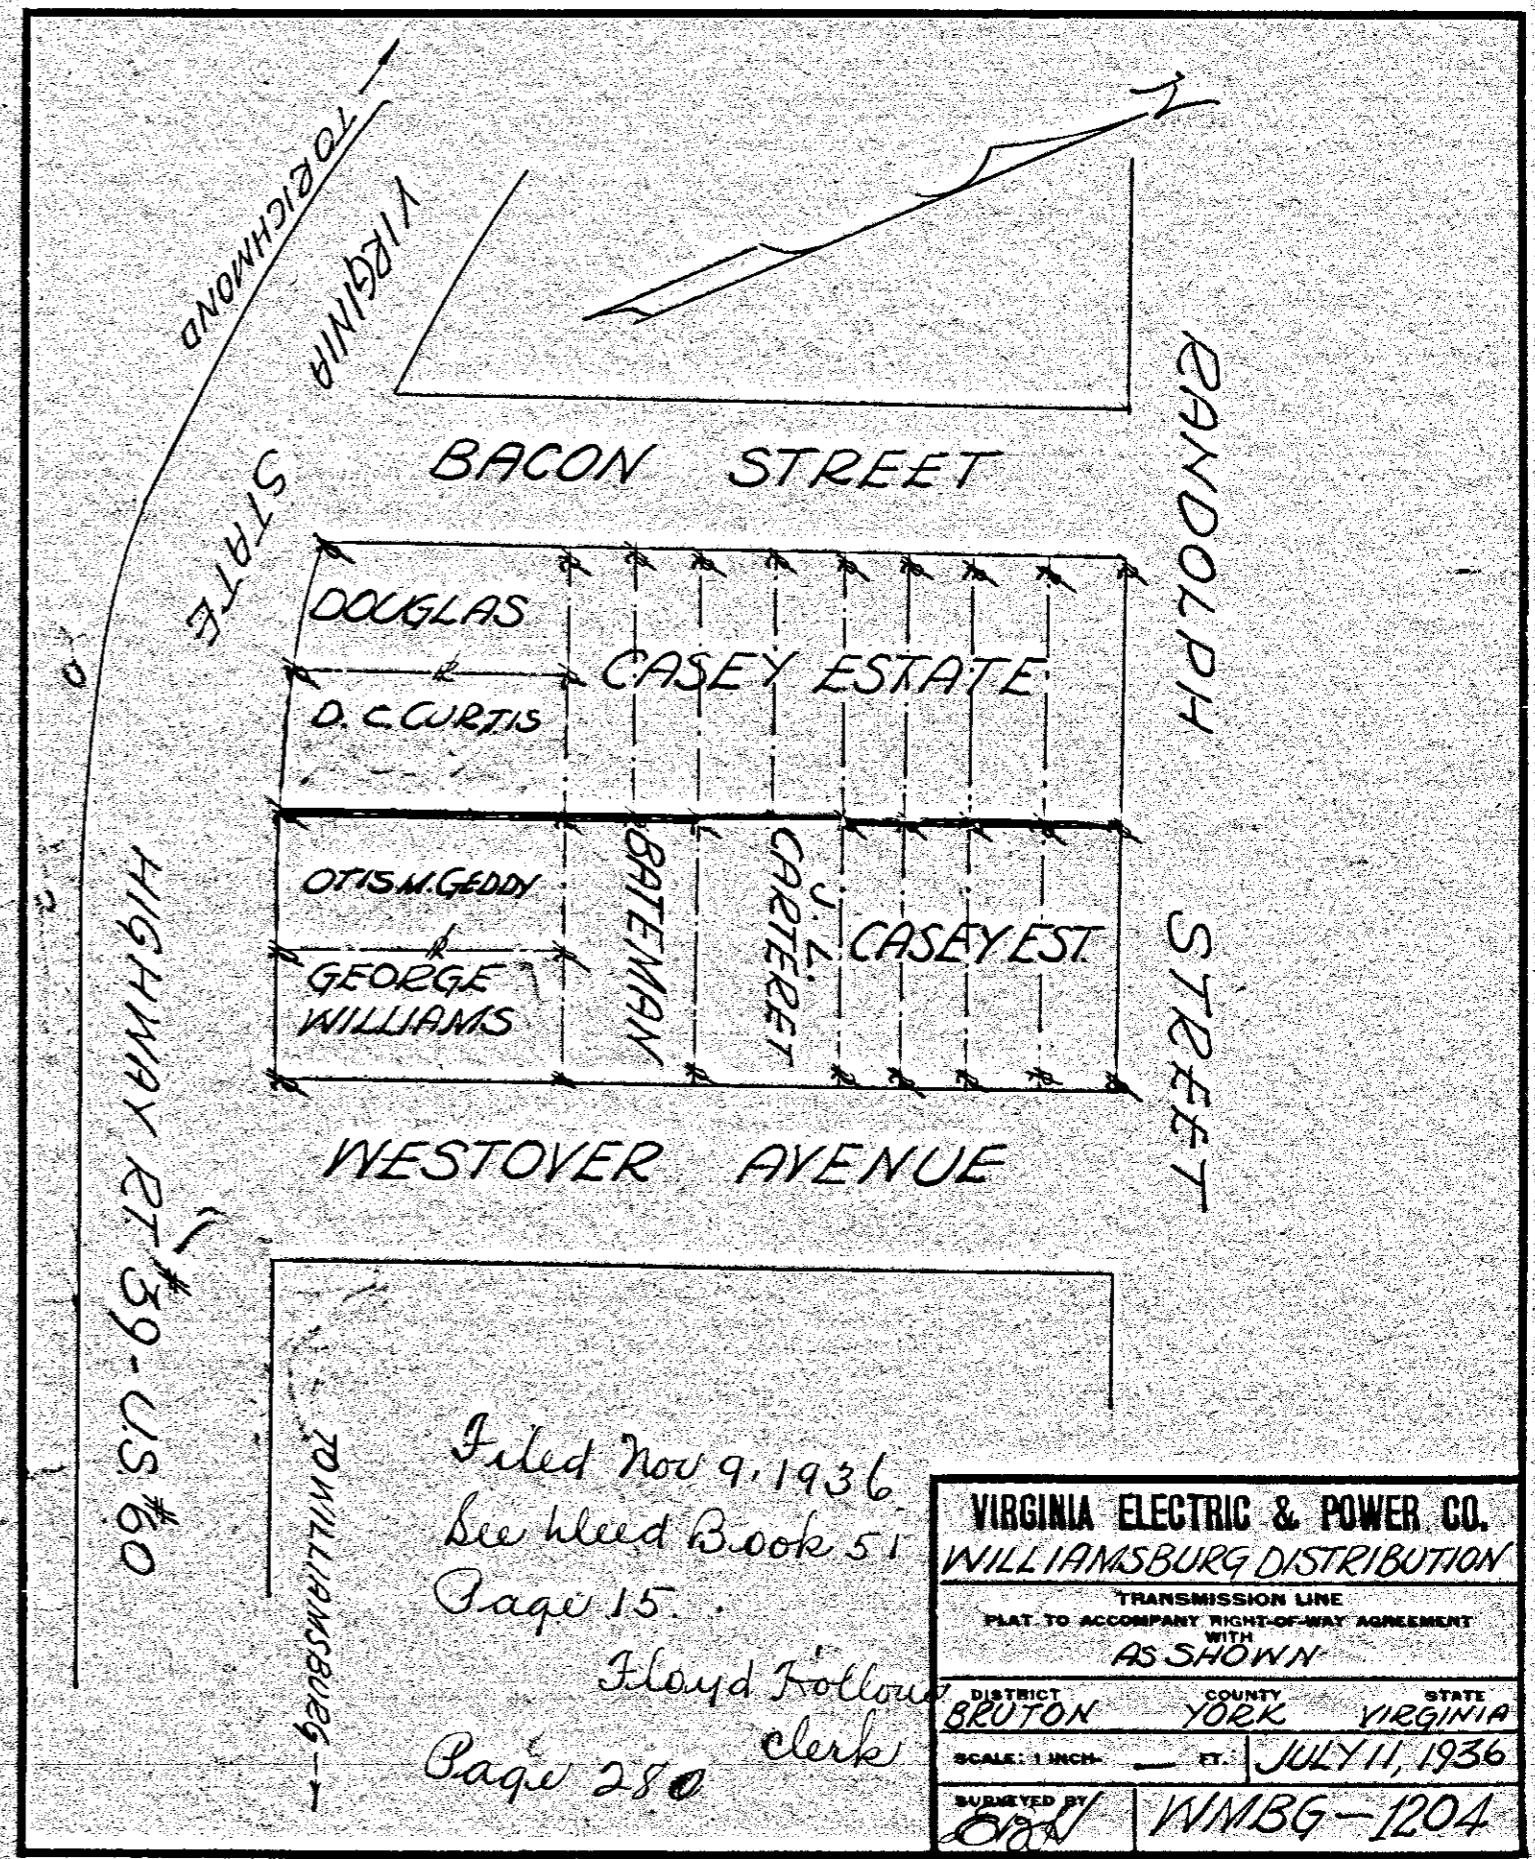 TO RICHMOND
VIRGINIA
STATE
HIGHWAY RT. #39-U.S. #60
BACON STREET
RANDOLPH STREET
DOUGLAS
D. C. CURTIS
CASEY ESTATE
OTIS M. GEDDY
GEORGE
WILLIAMS
BATEMAN
J. L.
CARTERET
CASEY EST.
WESTOVER AVENUE
TO WILLIAMSBURG
Filed Nov 9, 1936
See Deed Book 51
Page 15.
Floyd Holloway
Clerk
Page 280
VIRGINIA ELECTRIC & POWER CO.
WILLIAMSBURG DISTRIBUTION
TRANSMISSION LINE
PLAT TO ACCOMPANY RIGHT-OF-WAY AGREEMENT
WITH
AS SHOWN
DISTRICT COUNTY STATE
BRUTON YORK VIRGINIA
SCALE: 1 INCH- — FT. JULY 11, 1936
SURVEYED BY
WMBG-1204